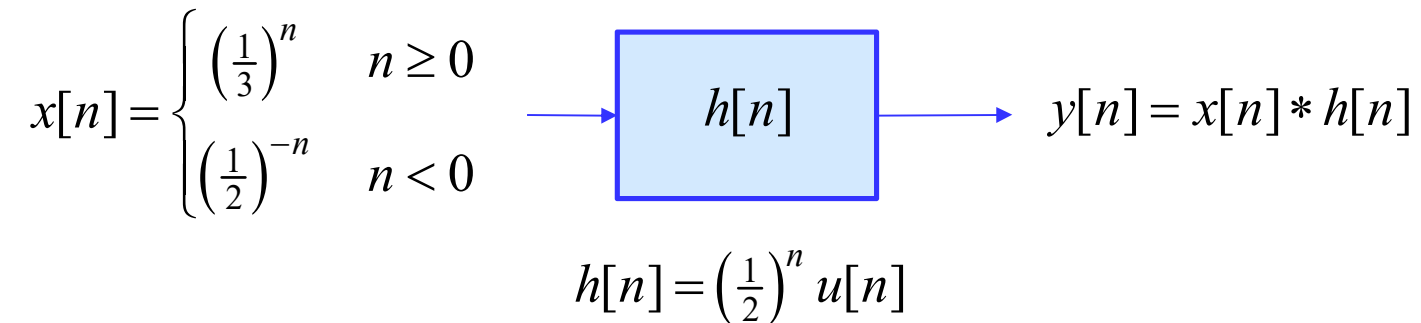 x[n] = { (1/3)^n  n ≥ 0
(1/2)^−n  n < 0
h[n]
y[n] = x[n] * h[n]
h[n] = (1/2)^n u[n]